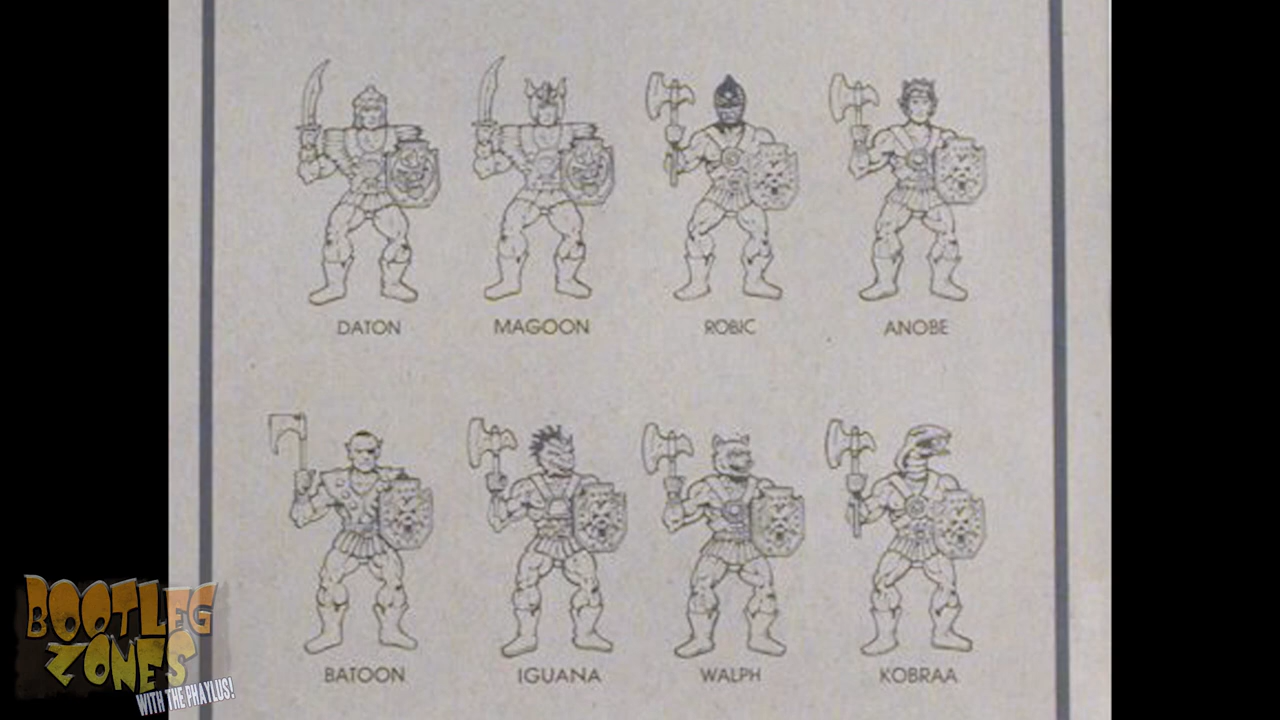 DATON
MAGOON
ROBIC
ANOBE
BATOON
IGUANA
WALPH
KOBRAA
BOOTLEG
ZONES
WITH THE PHAYLUS!